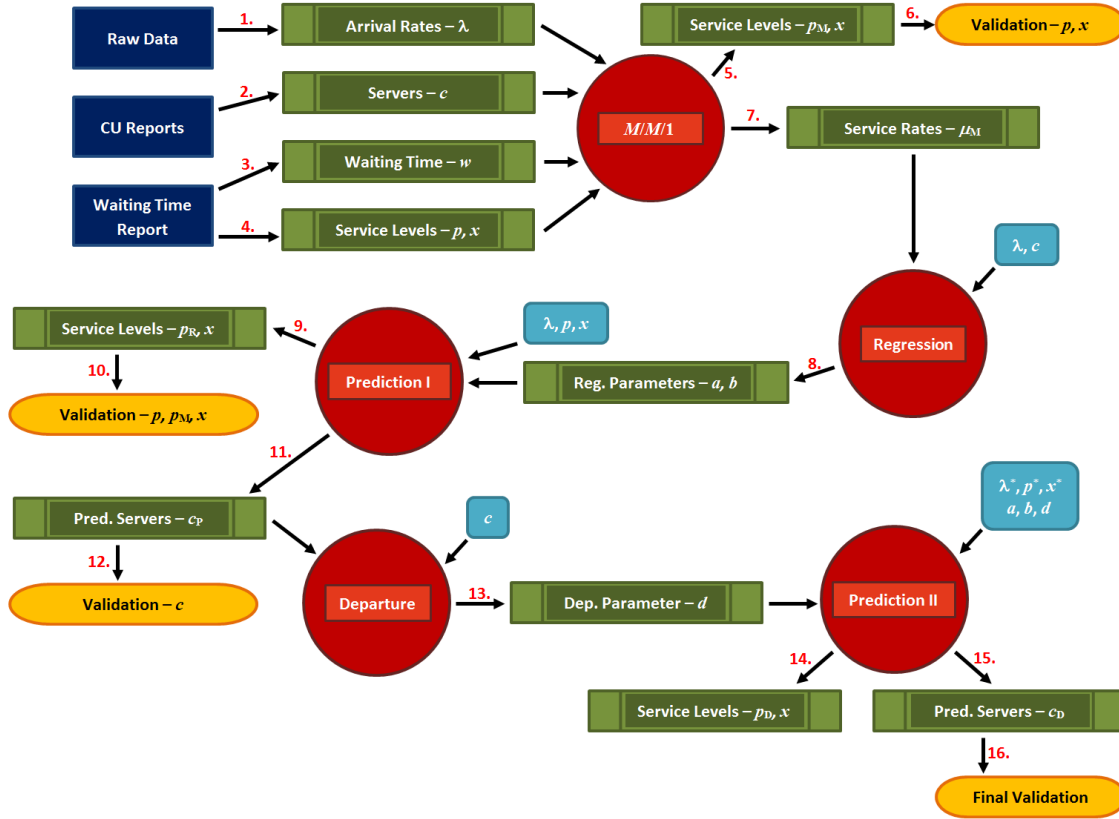 Raw Data
1.
Arrival Rates – λ
Service Levels – pM, x
6.
Validation – p, x
5.
CU Reports
2.
Servers – c
M/M/1
7.
Service Rates – μM
3.
Waiting Time – w
Waiting Time
Report
4.
Service Levels – p, x
λ, c
Service Levels – pR, x
9.
λ, p, x
Regression
10.
Prediction I
Reg. Parameters – a, b
8.
Validation – p, pM, x
11.
λ*, p*, x*
a, b, d
Pred. Servers – cP
c
12.
Validation – c
Departure
13.
Dep. Parameter – d
Prediction II
14.
15.
Service Levels – pD, x
Pred. Servers – cD
16.
Final Validation